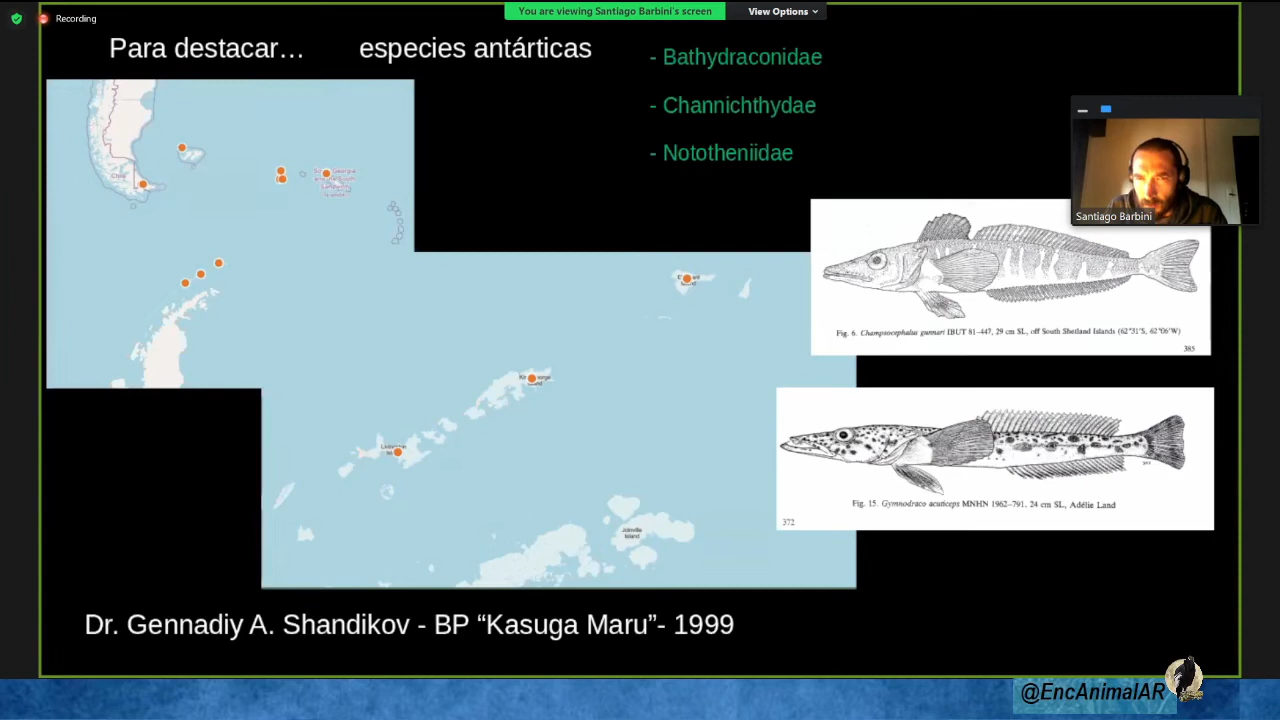 Recording
You are viewing Santiago Barbini's screen
View Options
Para destacar… especies antárticas
- Bathydraconidae
- Channichthydae
- Nototheniidae
Santiago Barbini
Chile
Fig. 6. Champsocephalus gunnari IBUT 81–447, 29 cm SL, off South Shetland Islands (62°31'S, 62°06'W)
385
Joinville
Island
Fig. 15. Gymnodraco acuticeps MNHN 1962–791, 24 cm SL, Adélie Land
372
Dr. Gennadiy A. Shandikov - BP “Kasuga Maru”- 1999
@EncAnimalAR